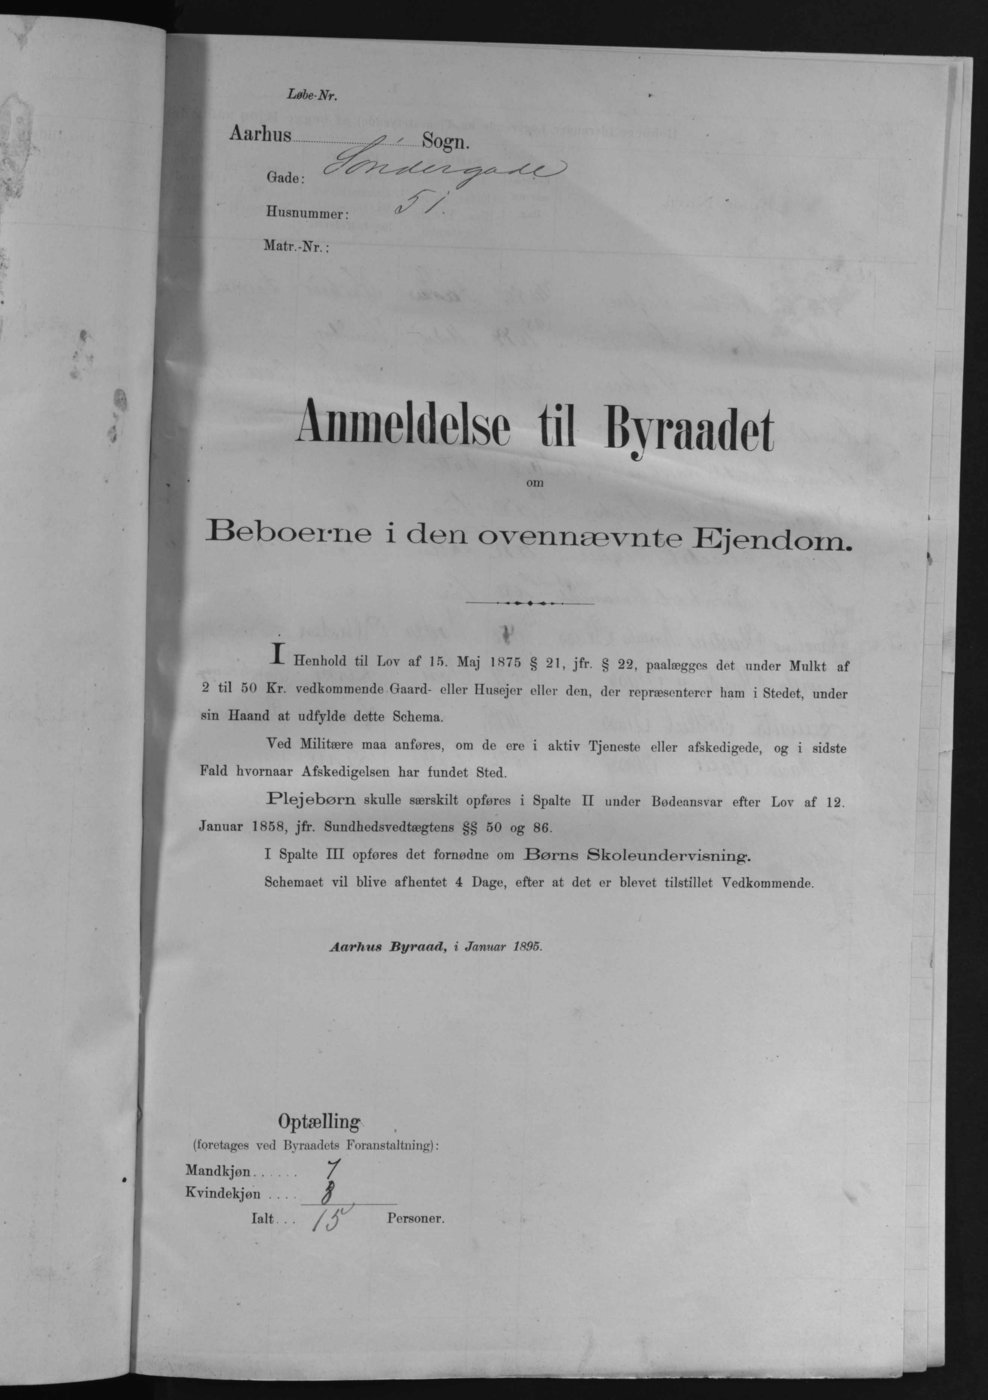 Løbe-Nr.
Aarhus Sogn.
Gade: Søndergade
Husnummer: 51.
Matr.-Nr.:
Anmeldelse til Byraadet
om
Beboerne i den ovennævnte Ejendom.
I Henhold til Lov af 15. Maj 1875 § 21, jfr. § 22, paalægges det under Mulkt af
2 til 50 Kr. vedkommende Gaard- eller Husejer eller den, der repræsenterer ham i Stedet, under
sin Haand at udfylde dette Schema.
Ved Militære maa anføres, om de ere i aktiv Tjeneste eller afskedigede, og i sidste
Fald hvornaar Afskedigelsen har fundet Sted.
Plejebørn skulle særskilt opføres i Spalte II under Bødeansvar efter Lov af 12.
Januar 1858, jfr. Sundhedsvedtægtens §§ 50 og 86.
I Spalte III opføres det fornødne om Børns Skoleundervisning.
Schemaet vil blive afhentet 4 Dage, efter at det er blevet tilstillet Vedkommende.
Aarhus Byraad, i Januar 1895.
Optælling
(foretages ved Byraadets Foranstaltning):
Mandkjøn...... 7
Kvindekjøn.... 8
Ialt... 15 Personer.